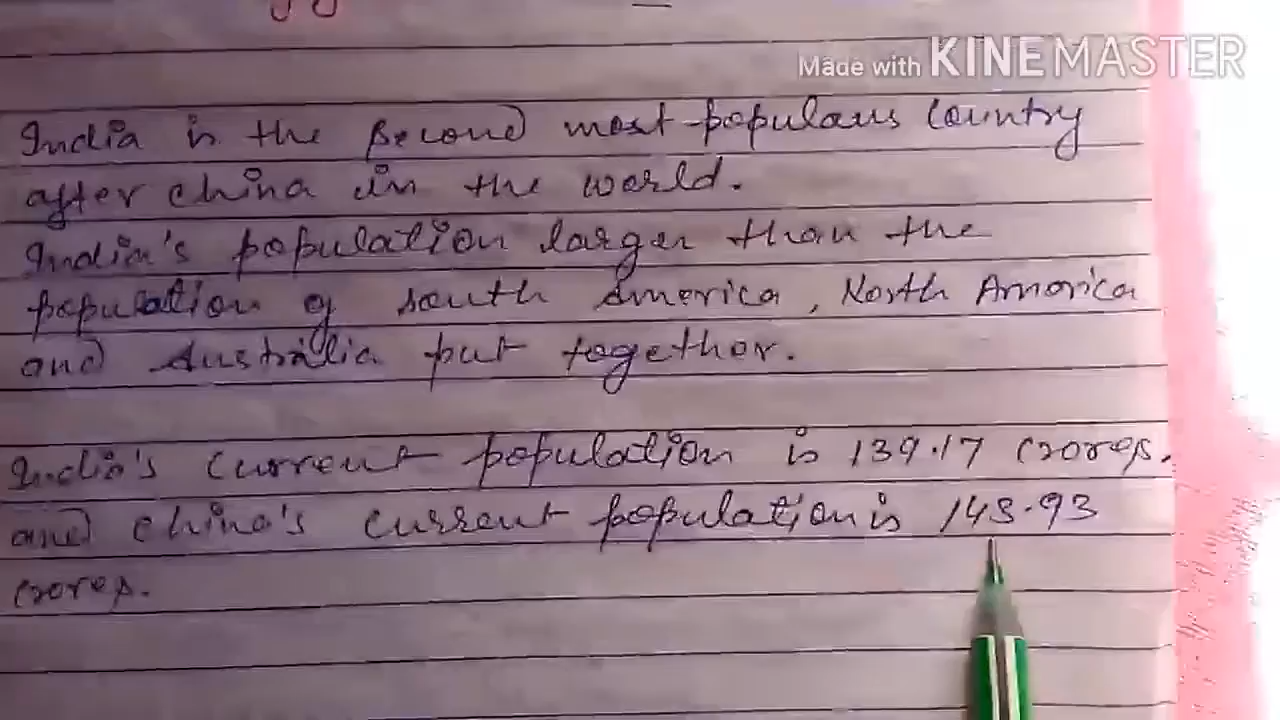 Made with KINEMASTER
India is the second most populous country
after china in the world.
India's population larger than the
population of south America, North America
and Australia put together.
India's current population is 139.17 crores.
and china's current population is 143.93
crores.